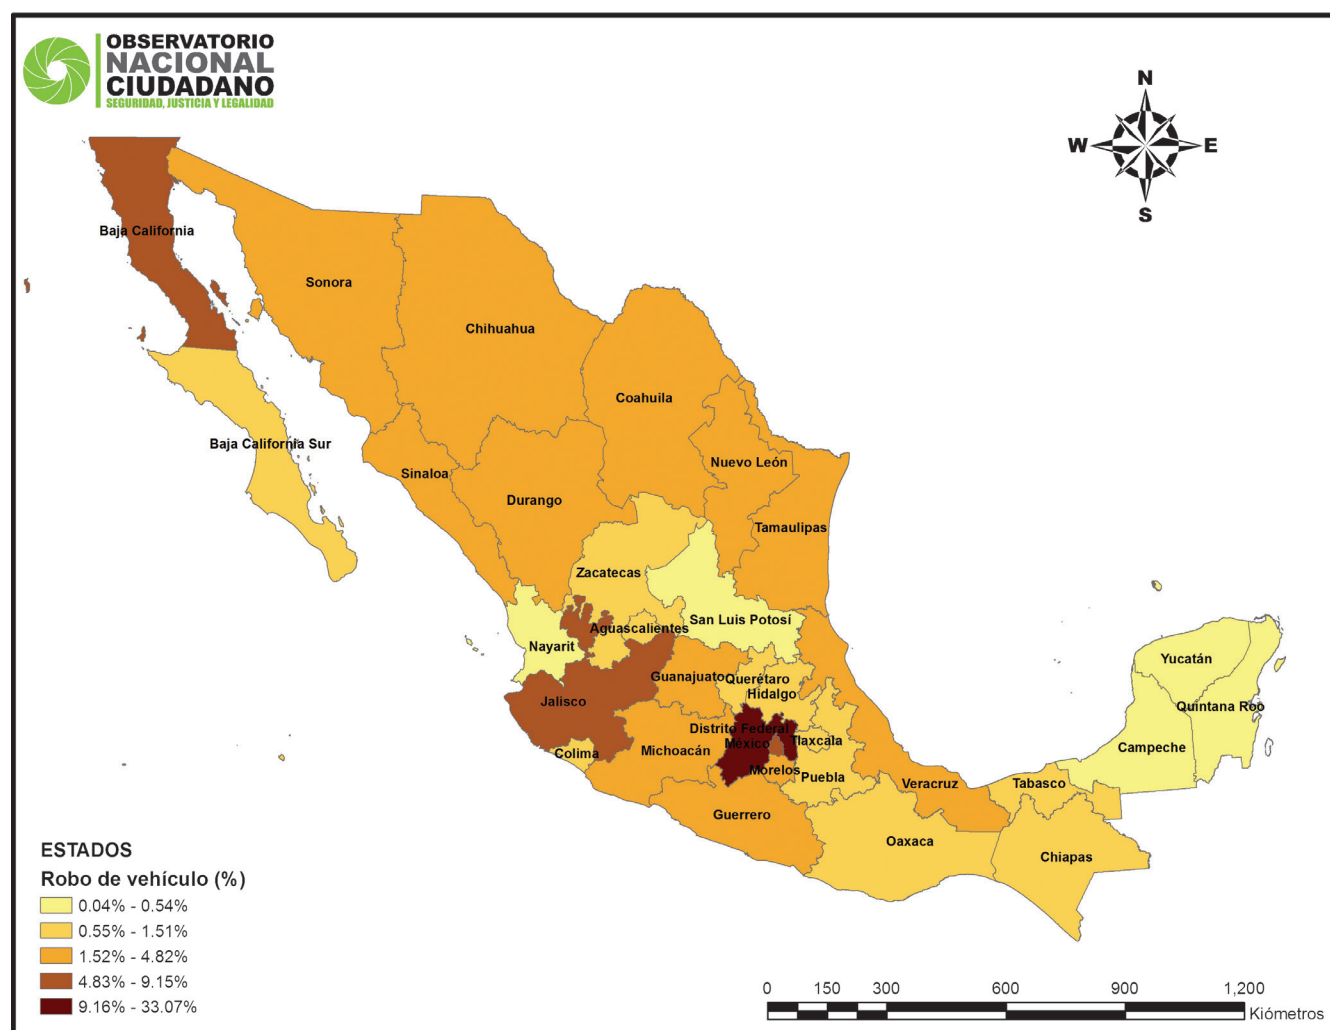 OBSERVATORIO
NACIONAL
CIUDADANO
SEGURIDAD, JUSTICIA Y LEGALIDAD
N
W
E
S
Baja California
Sonora
Chihuahua
Coahuila
Baja California Sur
Sinaloa
Nuevo León
Durango
Tamaulipas
Zacatecas
San Luis Potosí
Aguascalientes
Nayarit
Yucatán
Guanajuato
Querétaro
Hidalgo
Jalisco
Quintana Roo
Distrito Federal
México
Tlaxcala
Michoacán
Campeche
Colima
Morelos
Puebla
Veracruz
Tabasco
Guerrero
Oaxaca
Chiapas
ESTADOS
Robo de vehículo (%)
0.04% - 0.54%
0.55% - 1.51%
1.52% - 4.82%
4.83% - 9.15%
9.16% - 33.07%
0 150 300 600 900 1,200
Kiómetros